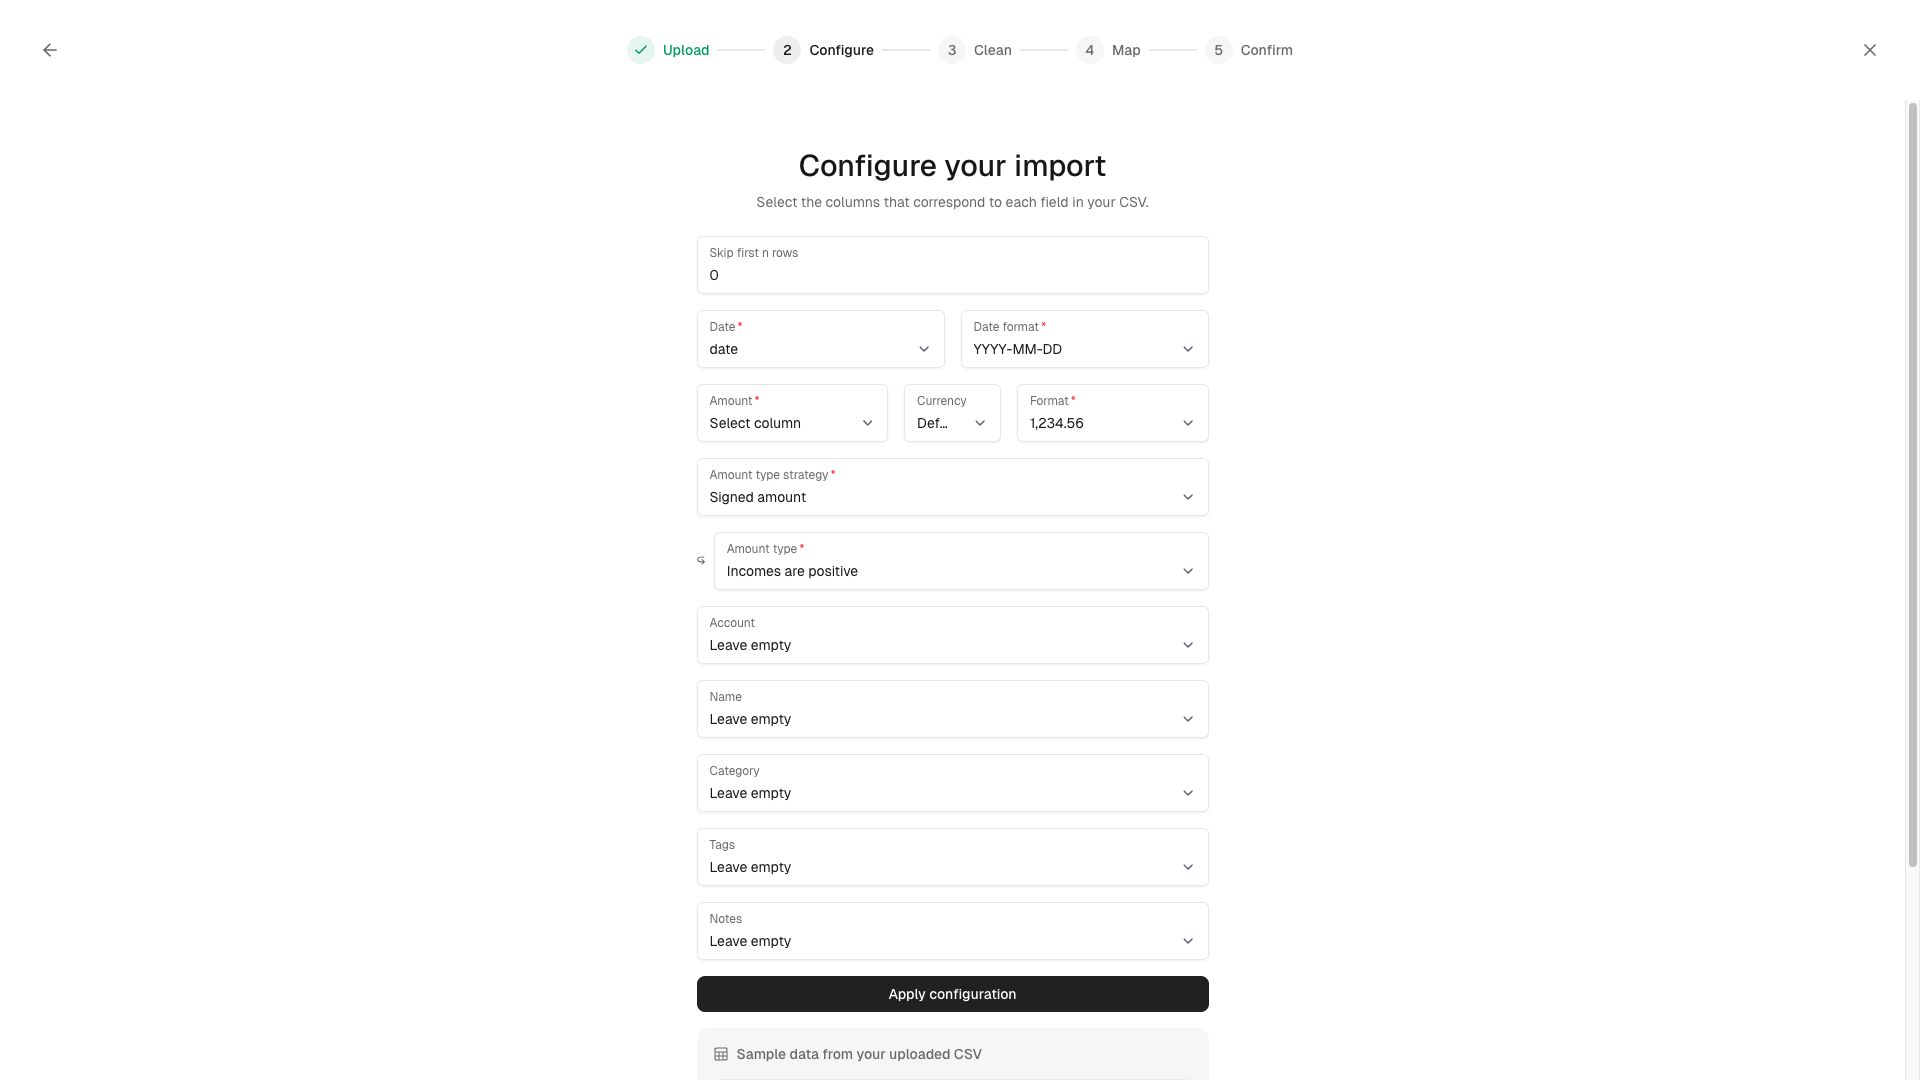 Upload 2 Configure 3 Clean 4 Map 5 Confirm
Configure your import
Select the columns that correspond to each field in your CSV.
Skip first n rows
0
Date* Date format*
date YYYY-MM-DD
Amount* Currency Format*
Select column Def… 1,234.56
Amount type strategy*
Signed amount
Amount type*
Incomes are positive
Account
Leave empty
Name
Leave empty
Category
Leave empty
Tags
Leave empty
Notes
Leave empty
Apply configuration
Sample data from your uploaded CSV